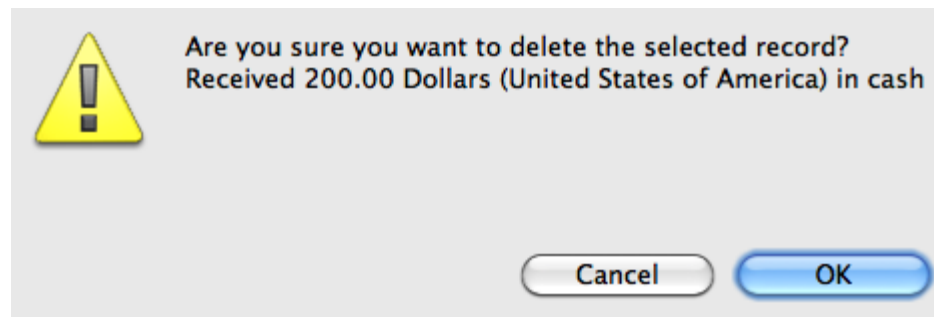 Are you sure you want to delete the selected record?
Received 200.00 Dollars (United States of America) in cash
Cancel
OK